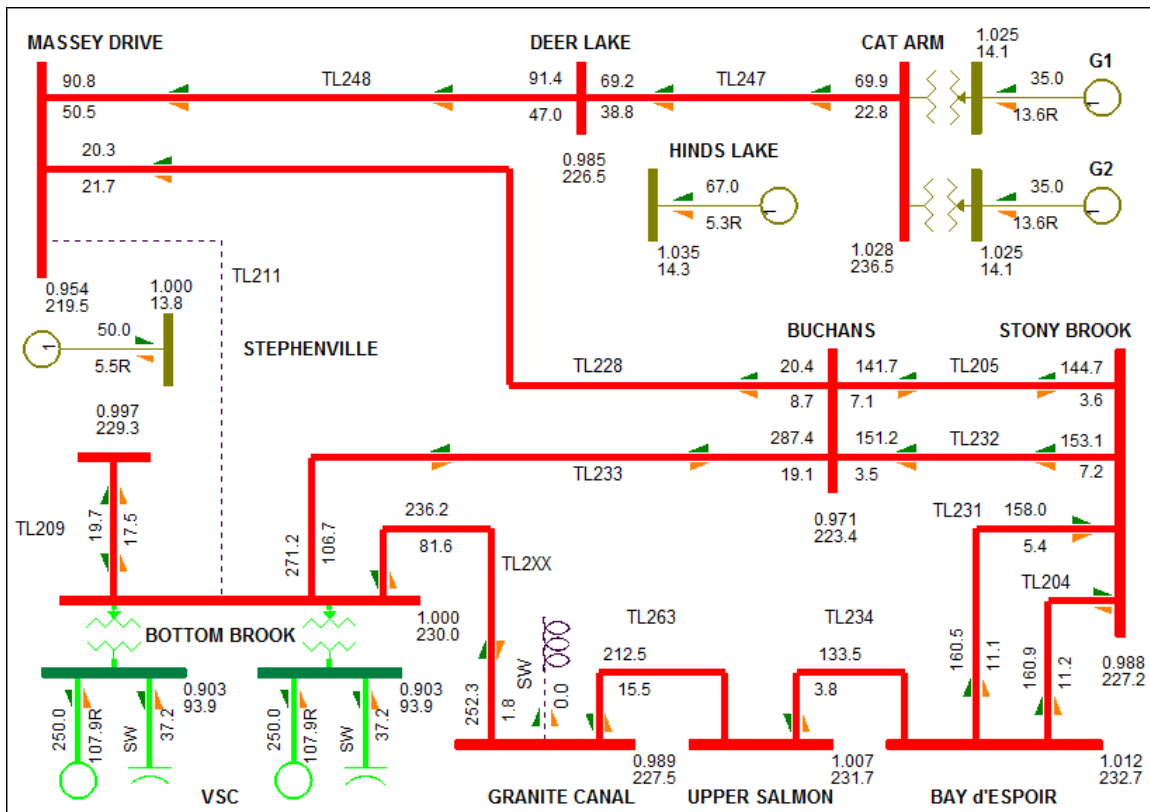 MASSEY DRIVE
DEER LAKE
CAT ARM
1.025
14.1
G1
90.8
TL248
91.4
69.2
TL247
69.9
35.0
50.5
47.0
38.8
22.8
13.6R
20.3
21.7
0.985
226.5
HINDS LAKE
67.0
5.3R
1
1.035
14.3
G2
35.0
13.6R
1.028
236.5
1.025
14.1
TL211
0.954
219.5
1.000
13.8
50.0
1
5.5R
STEPHENVILLE
BUCHANS
STONY BROOK
TL228
20.4
141.7
TL205
144.7
8.7
7.1
3.6
0.997
229.3
287.4
151.2
TL232
153.1
TL233
19.1
3.5
7.2
TL209
19.7
17.5
271.2
106.7
236.2
81.6
TL2XX
0.971
223.4
TL231
158.0
5.4
TL204
1.000
230.0
BOTTOM BROOK
TL263
TL234
SW
0.0
212.5
15.5
133.5
3.8
160.5
11.1
160.9
11.2
0.988
227.2
0.903
93.9
0.903
93.9
250.0
107.9R
SW
37.2
250.0
107.9R
SW
37.2
252.3
1.8
0.989
227.5
1.007
231.7
1.012
232.7
VSC
GRANITE CANAL
UPPER SALMON
BAY d'ESPOIR